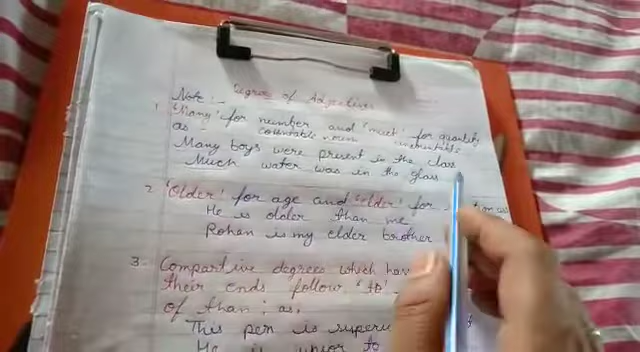 Degree of Adjectives
Note:-
1. 'Many' for number and 'much' for quantity
as - countable noun uncountable
Many boys were present in the class
Much water was in the glass
2. 'Older' for age and 'elder' for
He is older than me
Rohan is my elder brother
3. Comparative degrees which have
their ends follow 'to'
of than: as,
This pen is
He is to